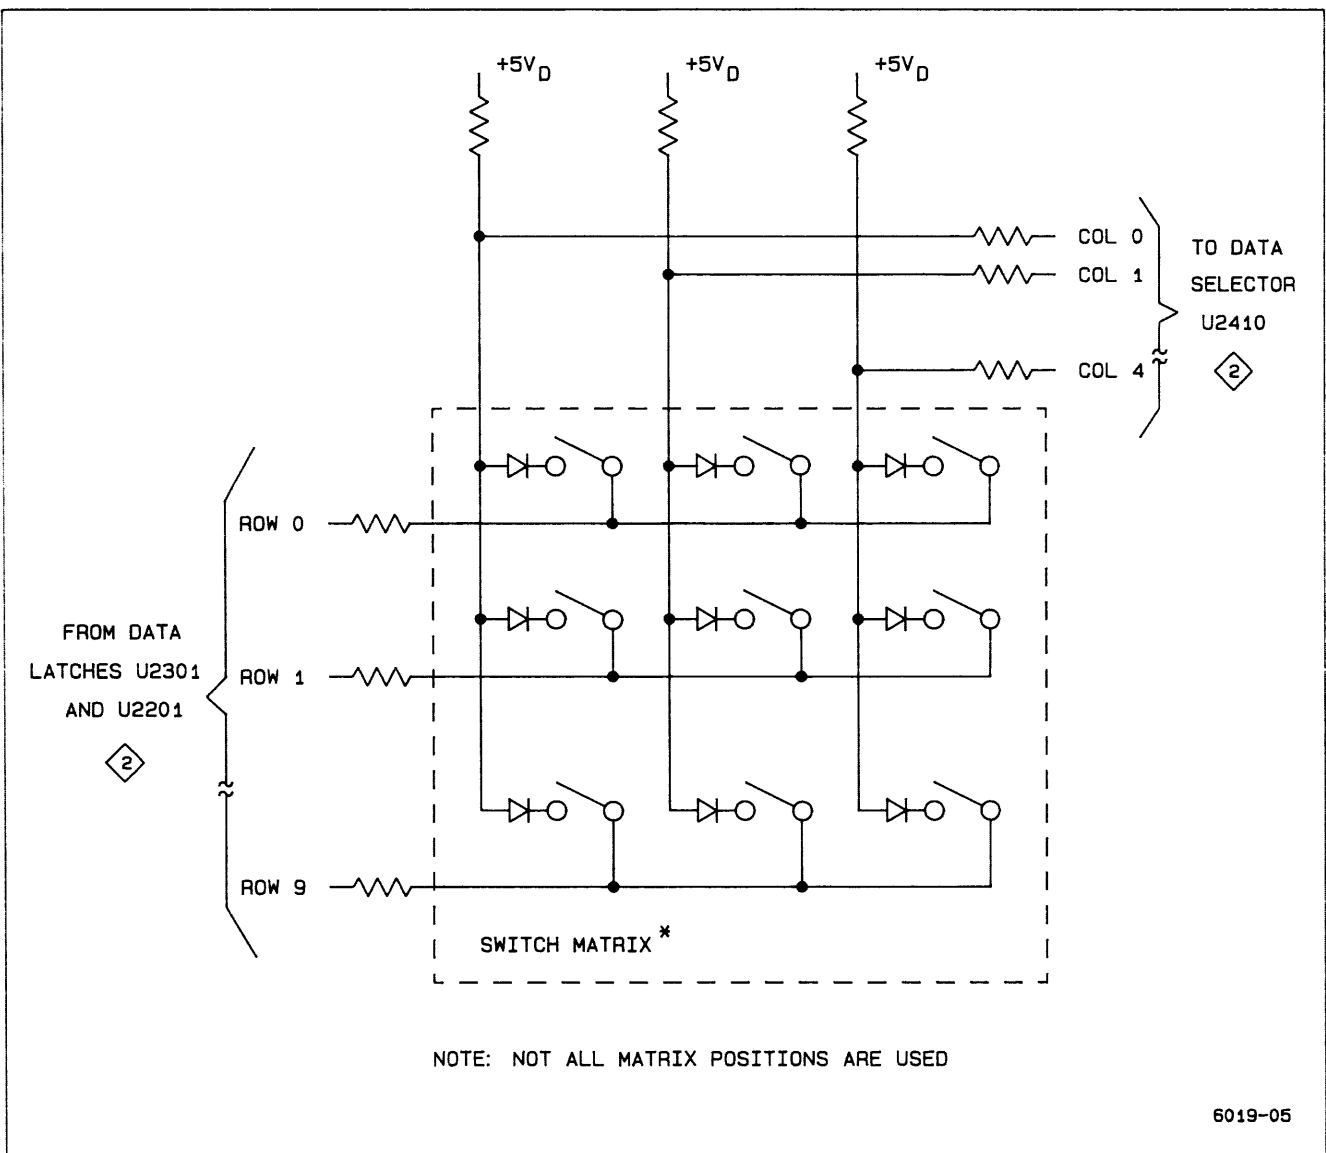 +5VD +5VD +5VD
COL 0
COL 1
COL 4
TO DATA
SELECTOR
U2410
2
ROW 0
ROW 1
ROW 9
FROM DATA
LATCHES U2301
AND U2201
2
SWITCH MATRIX*
NOTE: NOT ALL MATRIX POSITIONS ARE USED
6019-05